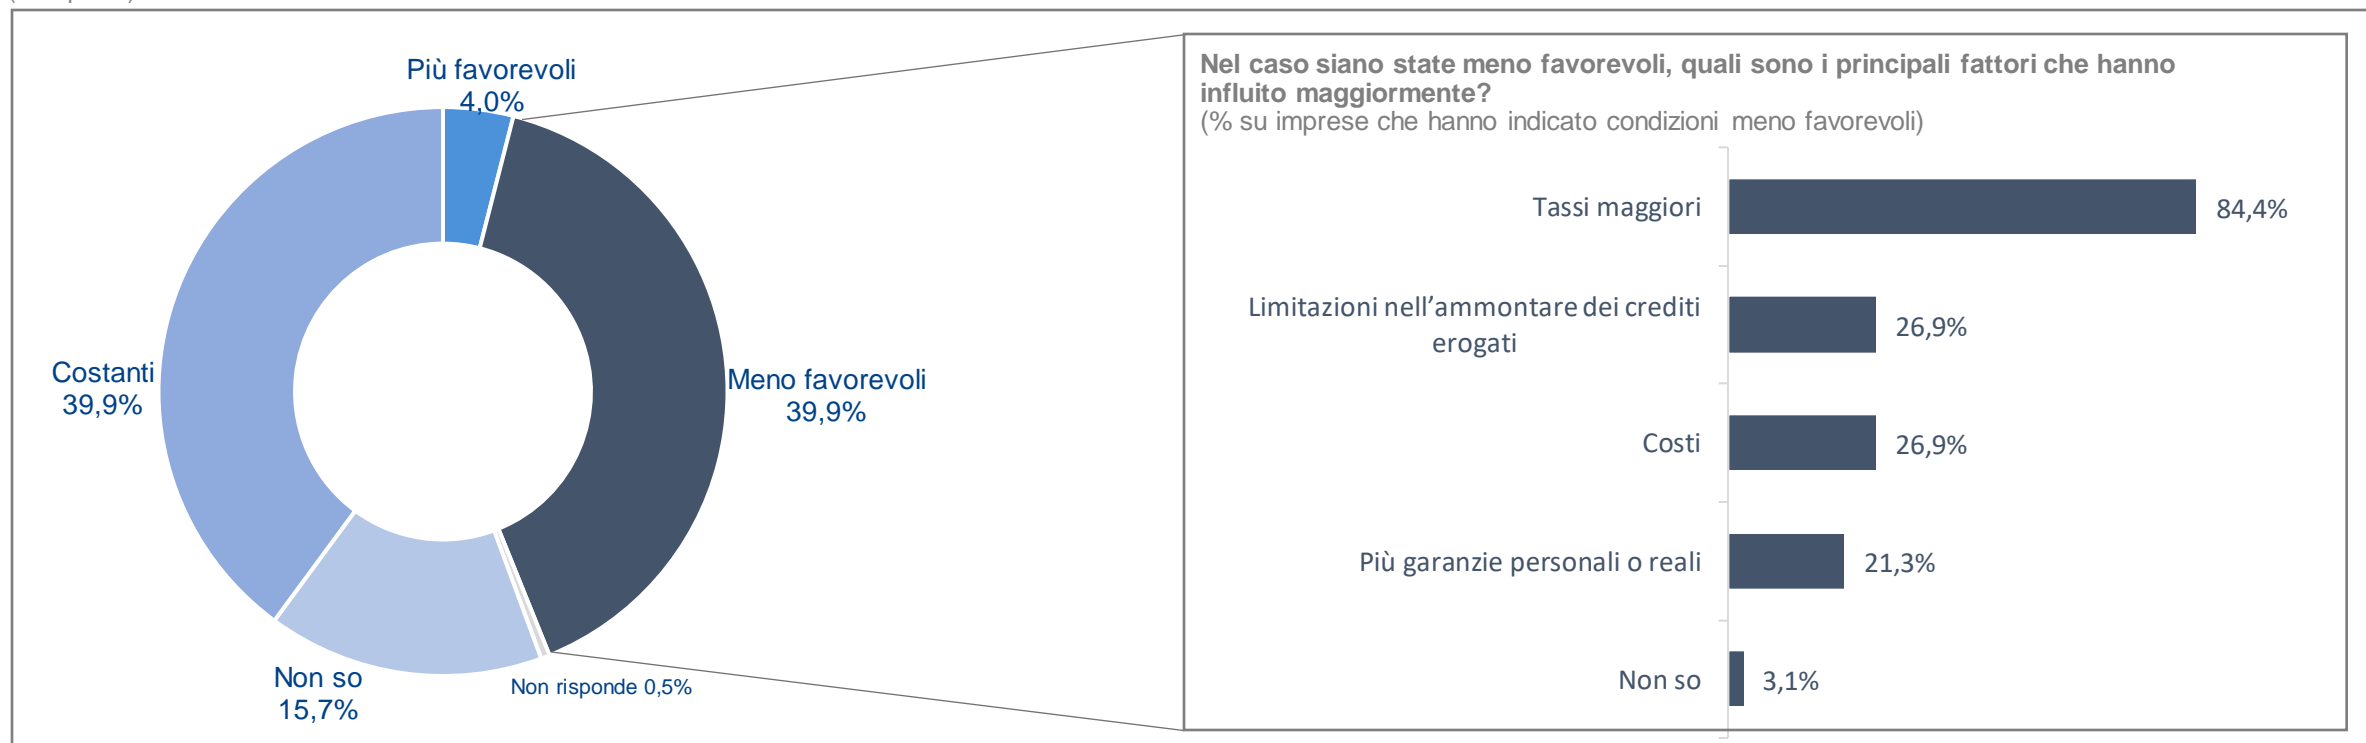 Più favorevoli
4,0%
Meno favorevoli
39,9%
Costanti
39,9%
Non so
15,7%
Non risponde 0,5%
Nel caso siano state meno favorevoli, quali sono i principali fattori che hanno
influito maggiormente?
(% su imprese che hanno indicato condizioni meno favorevoli)
Tassi maggiori
84,4%
Limitazioni nell’ammontare dei crediti
erogati
26,9%
Costi
26,9%
Più garanzie personali o reali
21,3%
Non so
3,1%